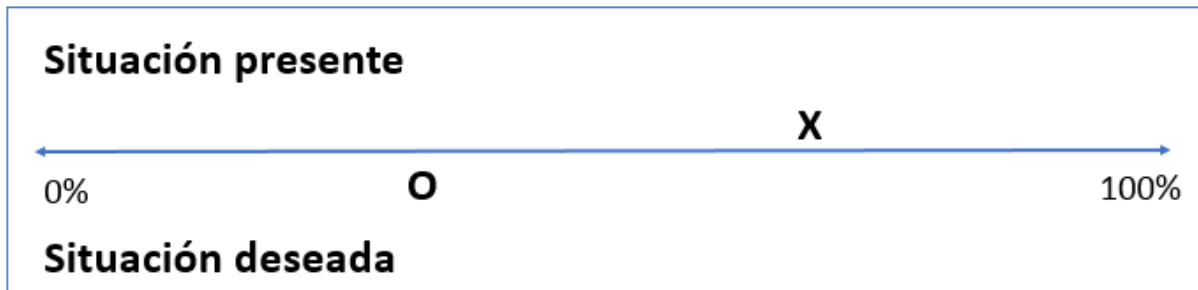 Situación presente
X
0% O 100%
Situación deseada